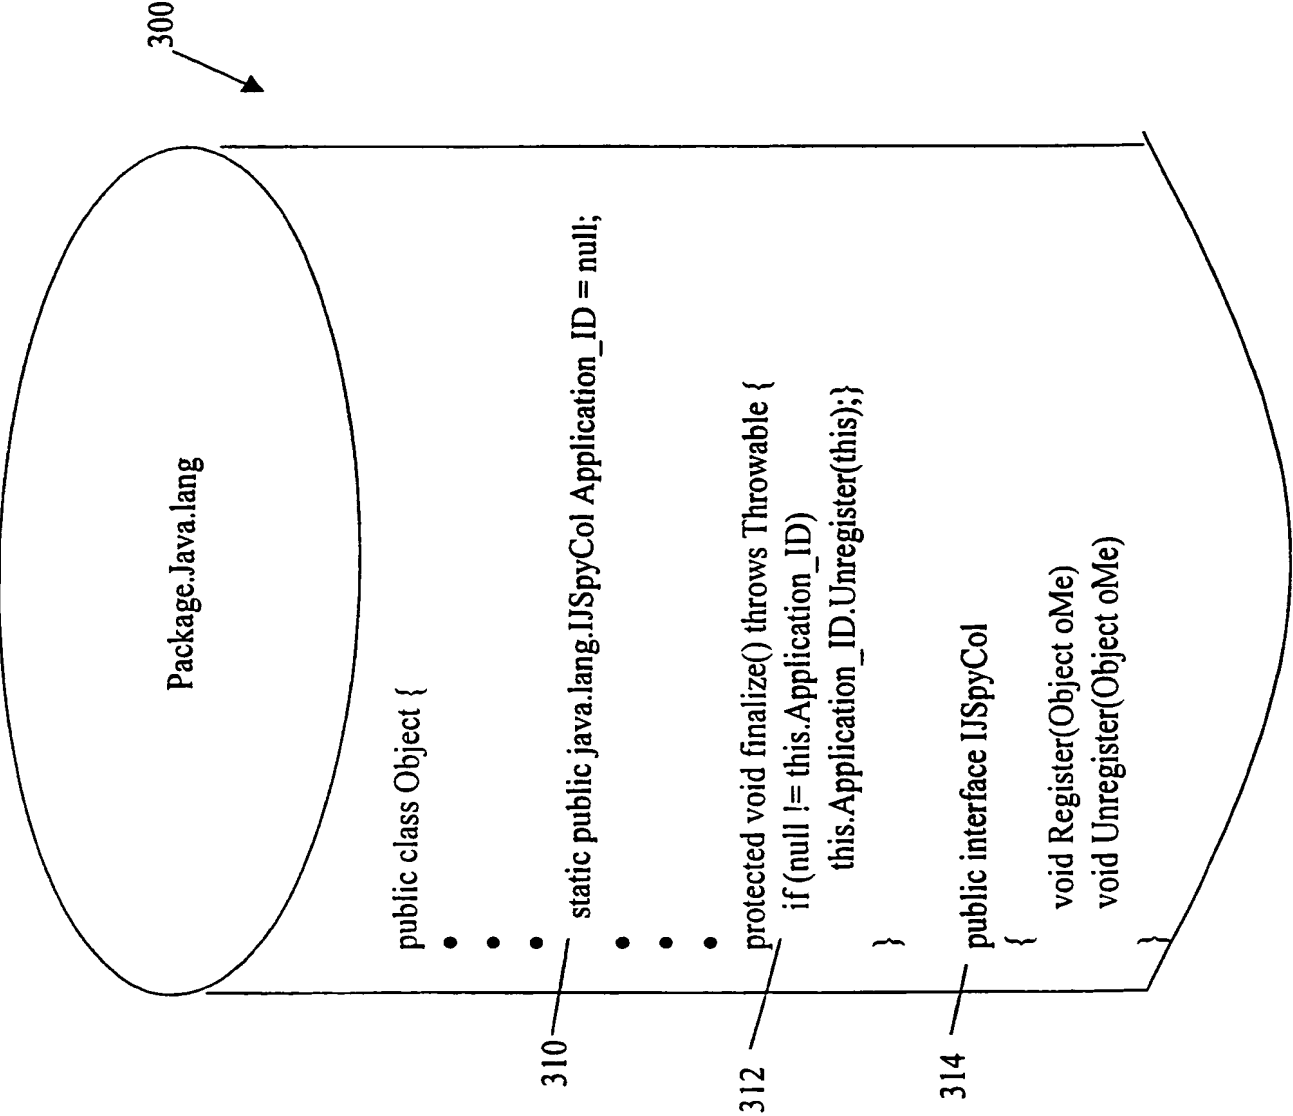 300
Package.Java.lang
public class Object {
310
static public java.lang.IJSpyCol Application_ID = null;
312
protected void finalize() throws Throwable {
if (null != this.Application_ID)
this.Application_ID.Unregister(this);}
}
314
public interface IJSpyCol
{
void Register(Object oMe)
void Unregister(Object oMe)
}